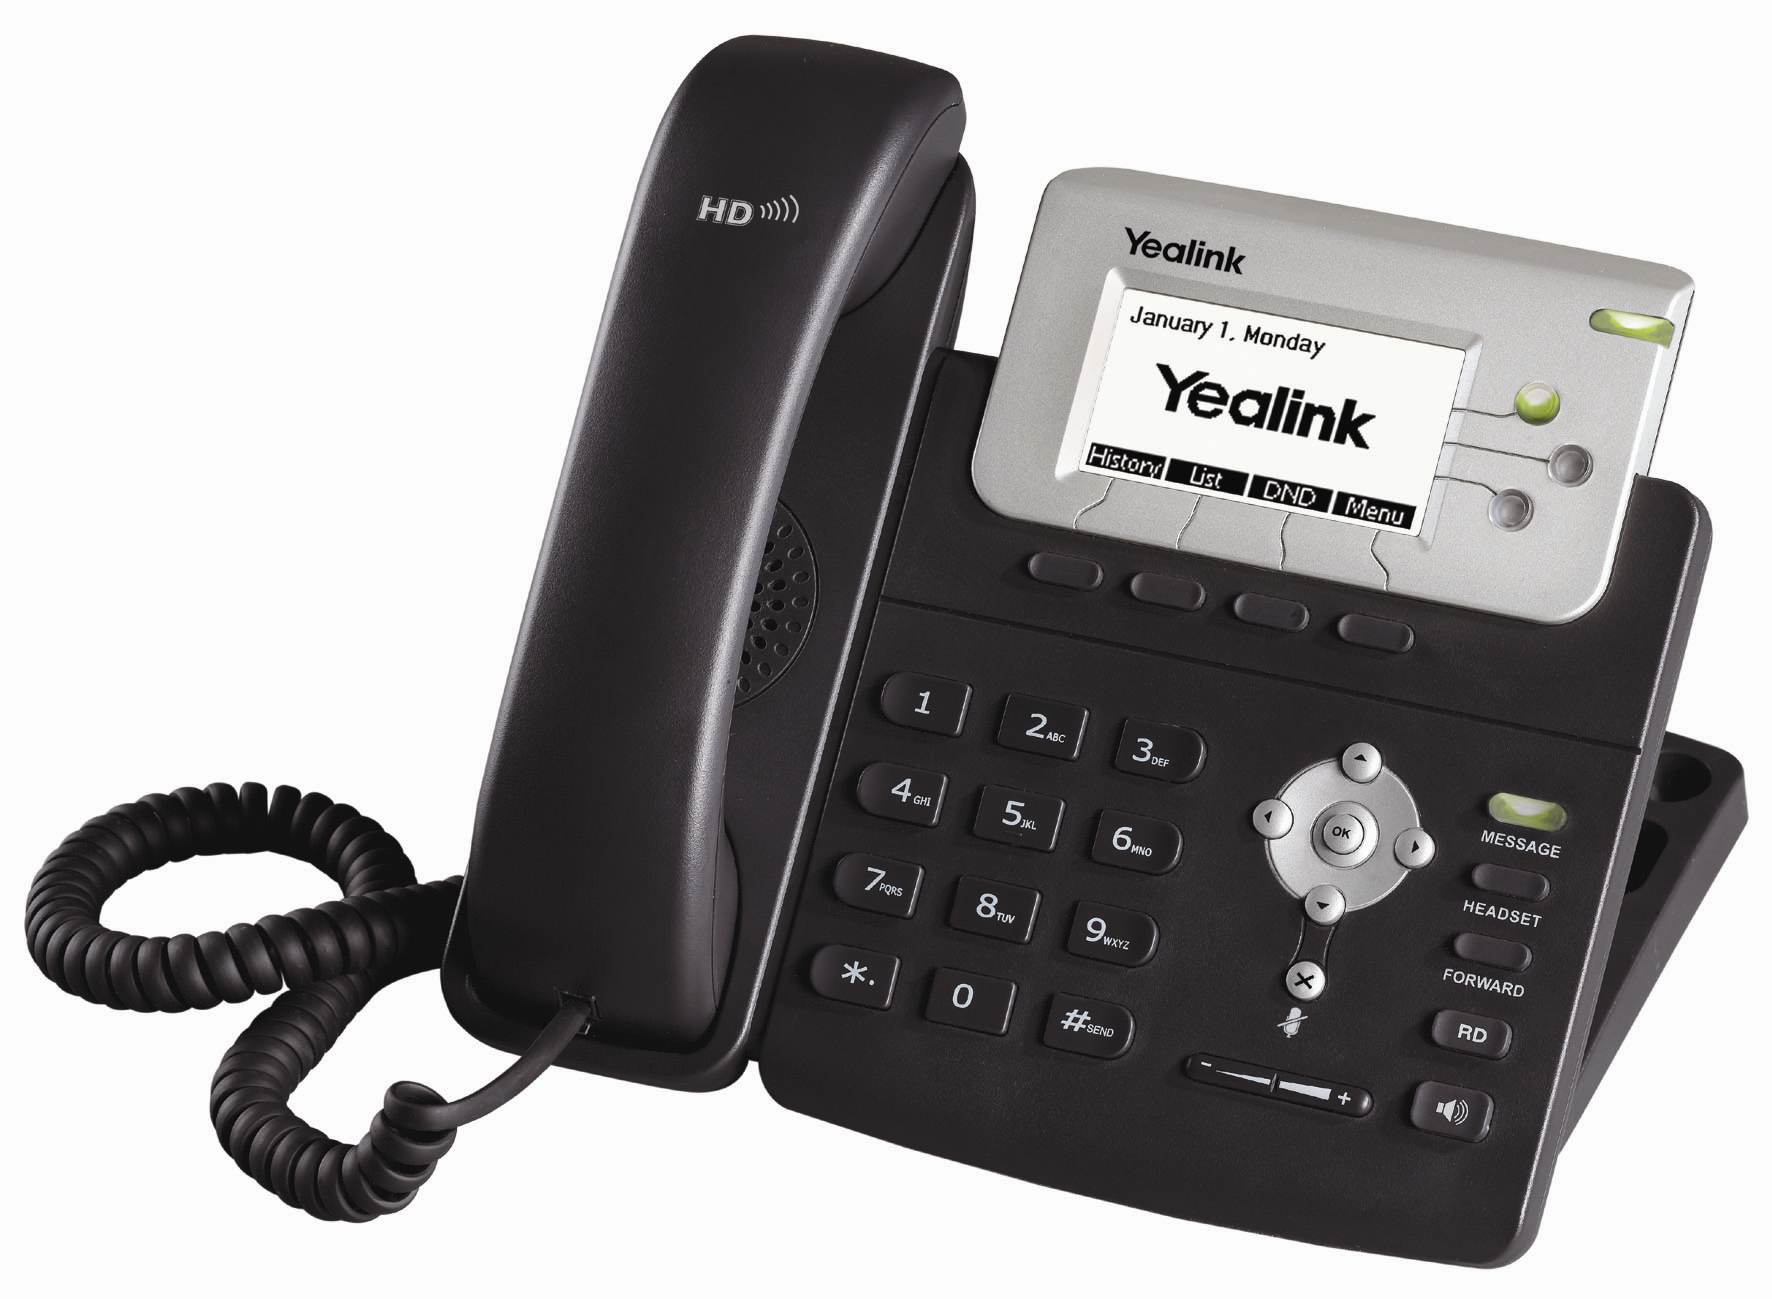 HD
Yealink
January 1, Monday
Yealink
History List DND Menu
1 2ABC 3DEF
4GHI 5JKL 6MNO
7PQRS 8TUV 9WXYZ
*. 0 #SEND
OK
MESSAGE
HEADSET
FORWARD
RD
- +